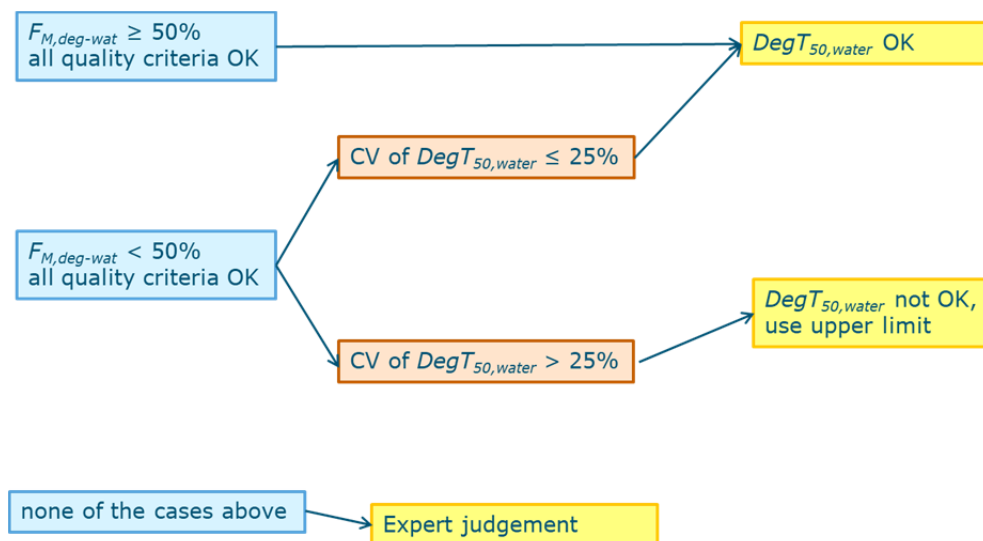 F_M,deg-wat ≥ 50%
all quality criteria OK
DegT_50,water OK
CV of DegT_50,water ≤ 25%
F_M,deg-wat < 50%
all quality criteria OK
DegT_50,water not OK,
use upper limit
CV of DegT_50,water > 25%
none of the cases above
Expert judgement